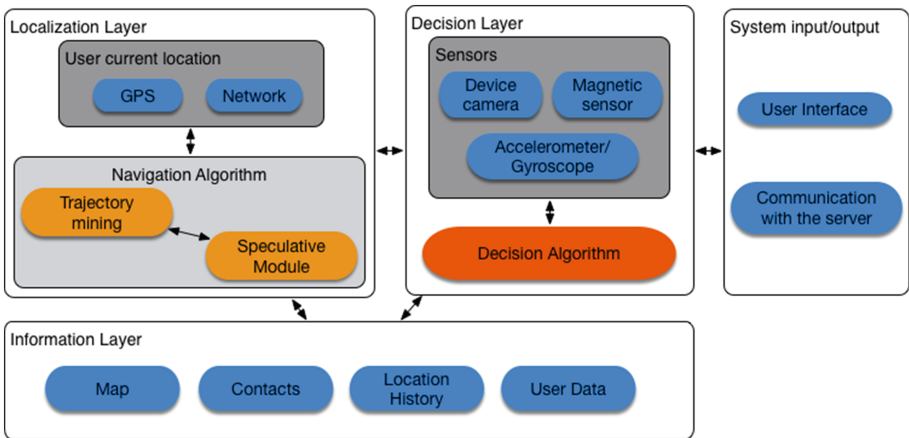 Localization Layer
User current location
GPS
Network
Navigation Algorithm
Trajectory
mining
Speculative
Module
Decision Layer
Sensors
Device
camera
Magnetic
sensor
Accelerometer/
Gyroscope
Decision Algorithm
System input/output
User Interface
Communication
with the server
Information Layer
Map
Contacts
Location
History
User Data